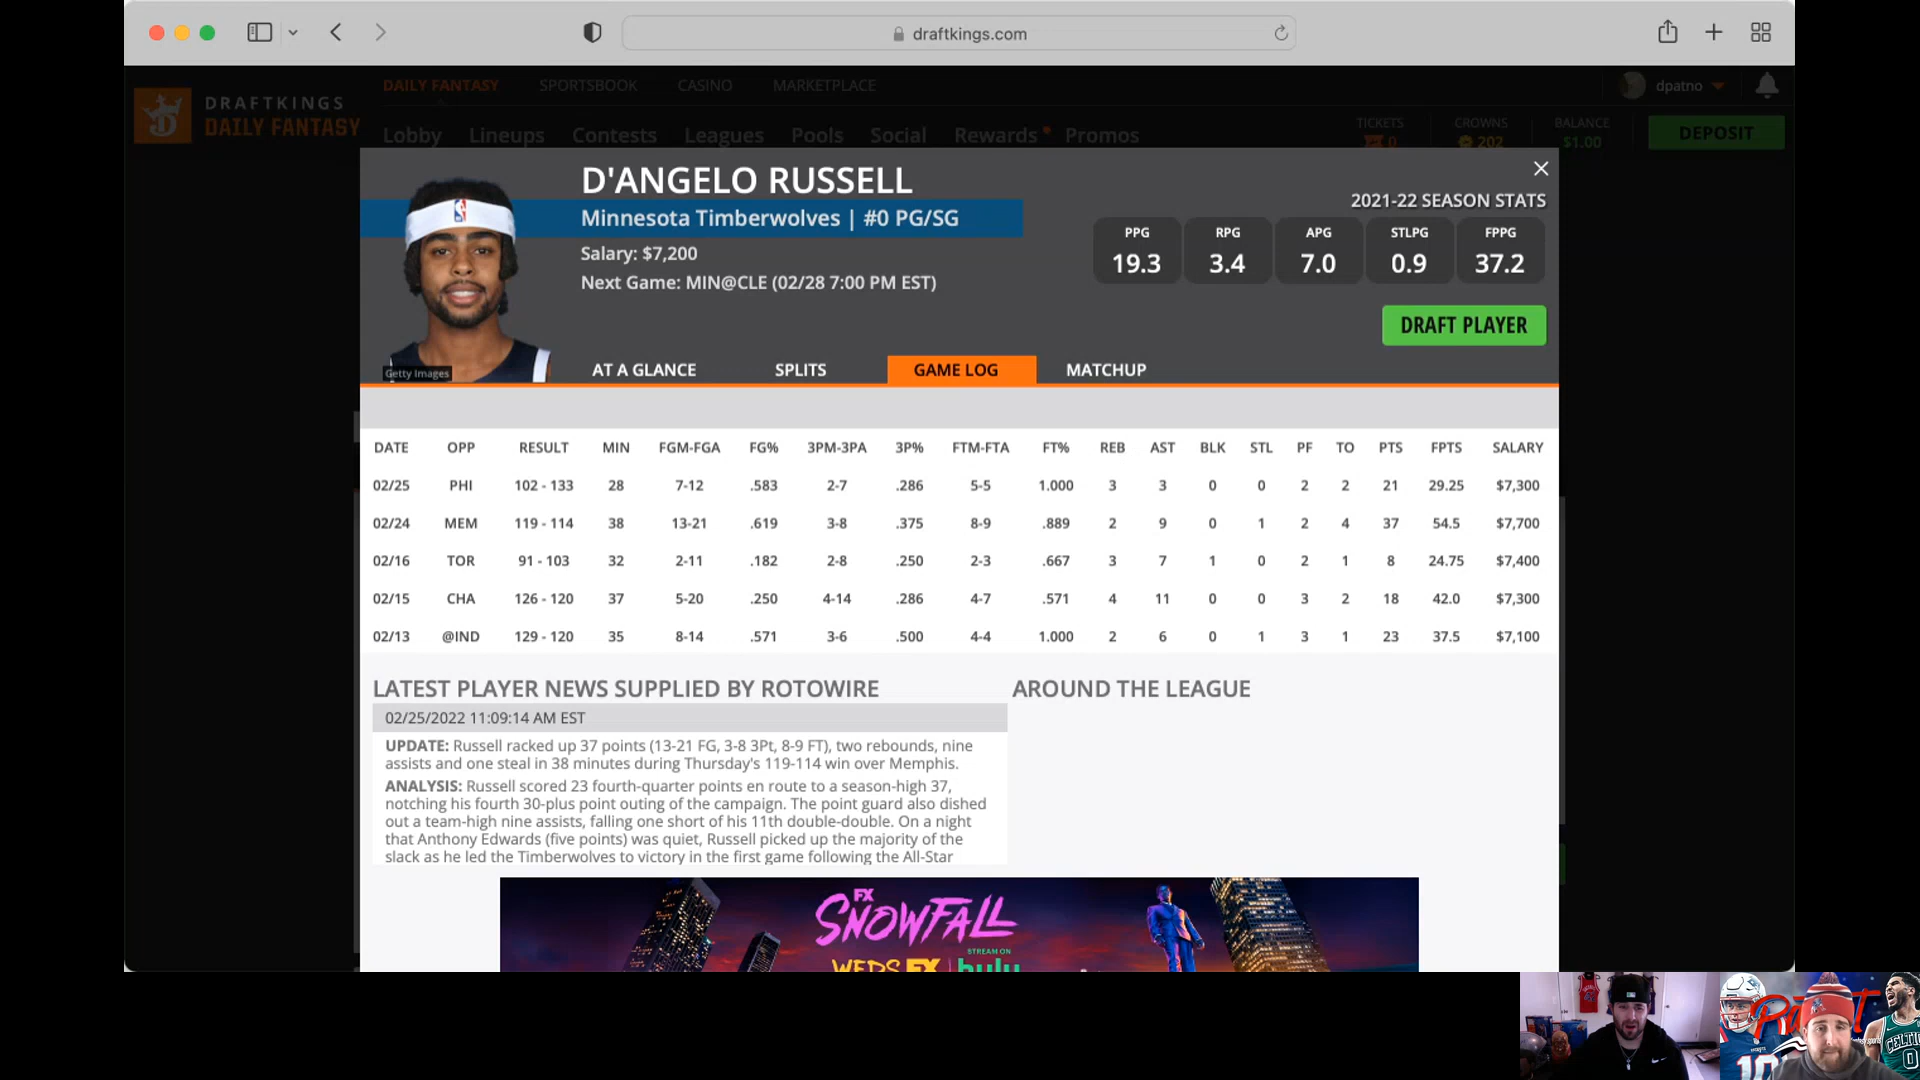 draftkings.com
DAILY FANTASY SPORTSBOOK CASINO MARKETPLACE
dpatno
DRAFTKINGS
DAILY FANTASY
Lobby Lineups Contests Leagues Pools Social Rewards Promos
TICKETS CROWNS BALANCE
0 202 $1.00
DEPOSIT
D'ANGELO RUSSELL
Minnesota Timberwolves | #0 PG/SG
Salary: $7,200
Next Game: MIN@CLE (02/28 7:00 PM EST)
2021-22 SEASON STATS
PPG RPG APG STLPG FPPG
19.3 3.4 7.0 0.9 37.2
DRAFT PLAYER
Getty Images
AT A GLANCE SPLITS GAME LOG MATCHUP
DATE OPP RESULT MIN FGM-FGA FG% 3PM-3PA 3P% FTM-FTA FT% REB AST BLK STL PF TO PTS FPTS SALARY
02/25 PHI 102 - 133 28 7-12 .583 2-7 .286 5-5 1.000 3 3 0 0 2 2 21 29.25 $7,300
02/24 MEM 119 - 114 38 13-21 .619 3-8 .375 8-9 .889 2 9 0 1 2 4 37 54.5 $7,700
02/16 TOR 91 - 103 32 2-11 .182 2-8 .250 2-3 .667 3 7 1 0 2 1 8 24.75 $7,400
02/15 CHA 126 - 120 37 5-20 .250 4-14 .286 4-7 .571 4 11 0 0 3 2 18 42.0 $7,300
02/13 @IND 129 - 120 35 8-14 .571 3-6 .500 4-4 1.000 2 6 0 1 3 1 23 37.5 $7,100
LATEST PLAYER NEWS SUPPLIED BY ROTOWIRE
AROUND THE LEAGUE
02/25/2022 11:09:14 AM EST
UPDATE: Russell racked up 37 points (13-21 FG, 3-8 3Pt, 8-9 FT), two rebounds, nine
assists and one steal in 38 minutes during Thursday's 119-114 win over Memphis.
ANALYSIS: Russell scored 23 fourth-quarter points en route to a season-high 37,
notching his fourth 30-plus point outing of the campaign. The point guard also dished
out a team-high nine assists, falling one short of his 11th double-double. On a night
that Anthony Edwards (five points) was quiet, Russell picked up the majority of the
slack as he led the Timberwolves to victory in the first game following the All-Star
FX
SNOWFALL
STREAM ON
WEDS FX hulu
CELTIC
0
10